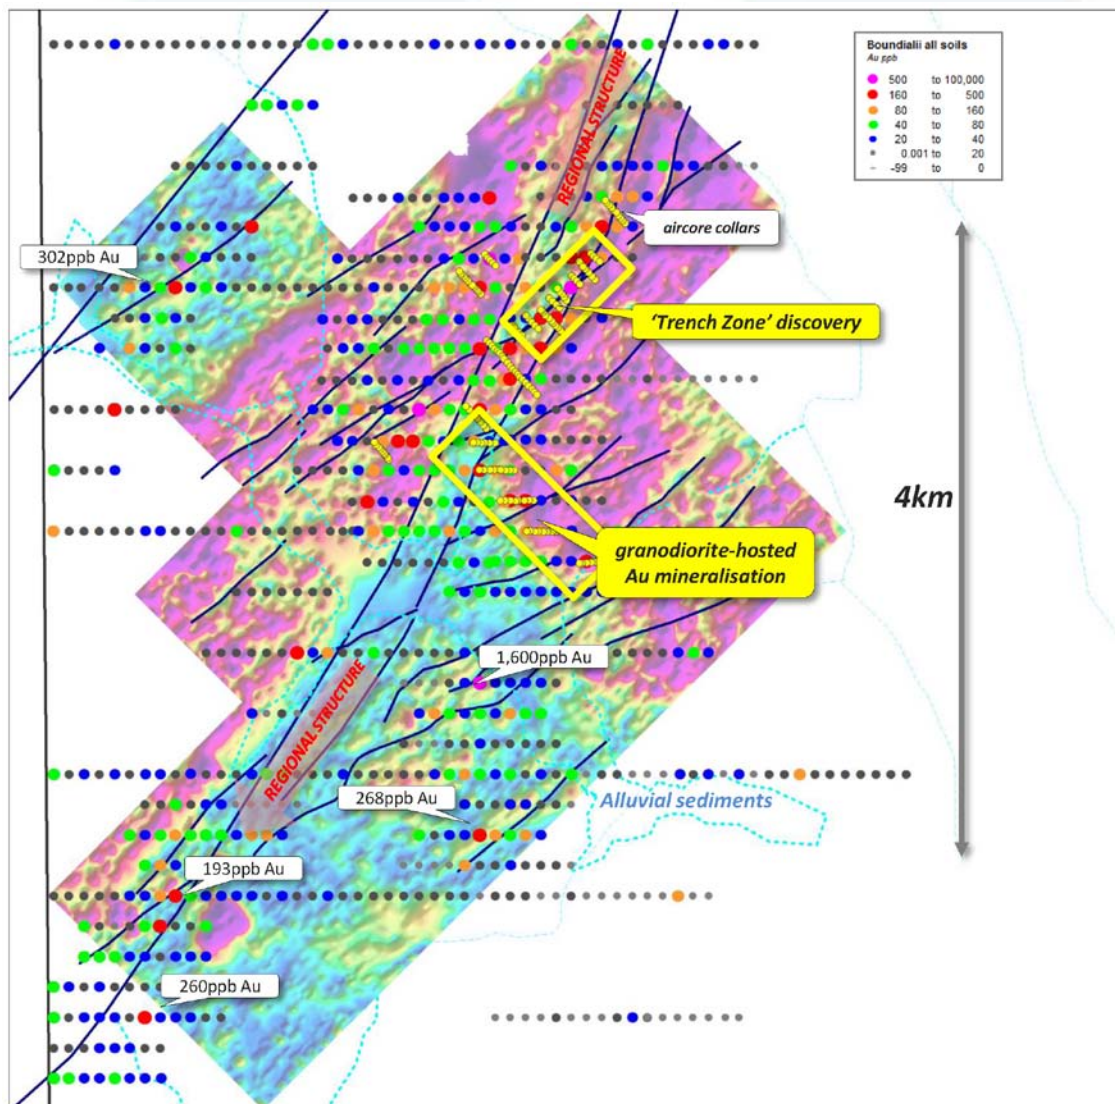 Boundialii all soils
Au ppb
500 to 100,000
160 to 500
80 to 160
40 to 80
20 to 40
0.001 to 20
-99 to 0
REGIONAL STRUCTURE
aircore collars
302ppb Au
'Trench Zone' discovery
4km
granodiorite-hosted
Au mineralisation
1,600ppb Au
REGIONAL STRUCTURE
268ppb Au
Alluvial sediments
193ppb Au
260ppb Au